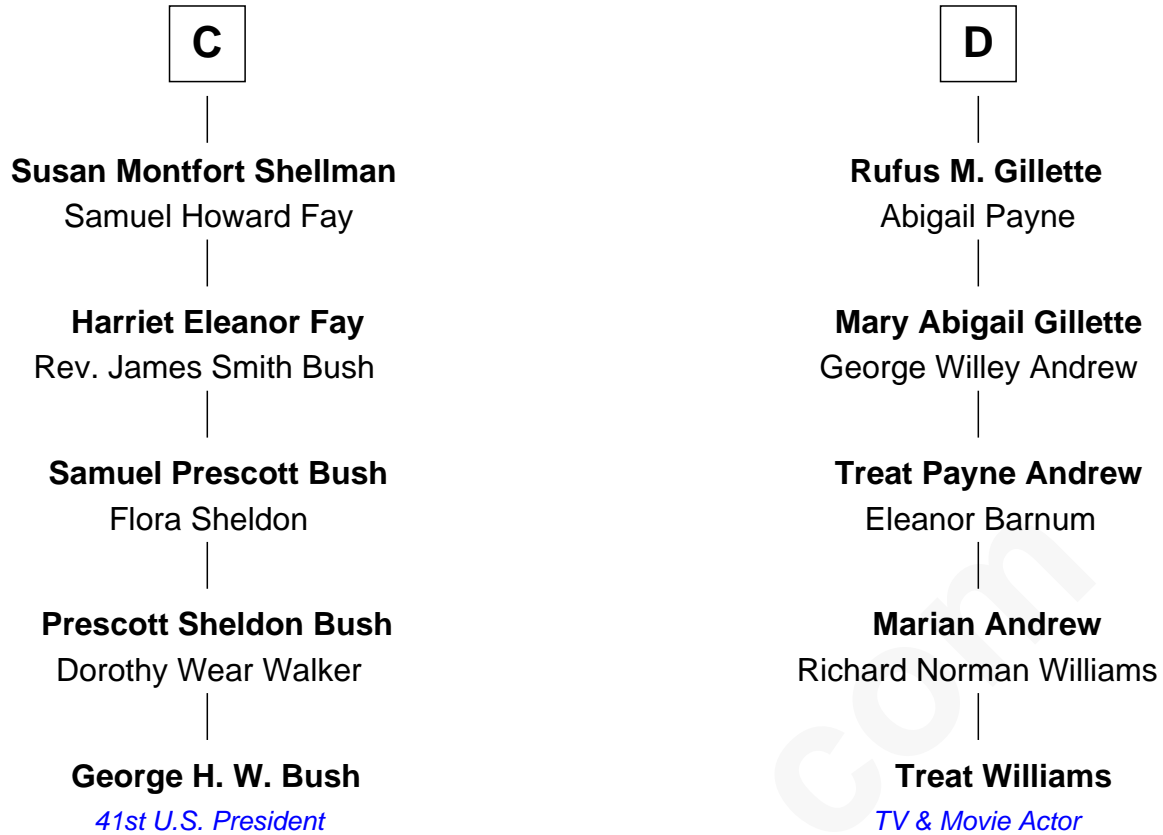 C
Susan Montfort Shellman
Samuel Howard Fay
Harriet Eleanor Fay
Rev. James Smith Bush
Samuel Prescott Bush
Flora Sheldon
Prescott Sheldon Bush
Dorothy Wear Walker
George H. W. Bush
41st U.S. President
D
Rufus M. Gillette
Abigail Payne
Mary Abigail Gillette
George Willey Andrew
Treat Payne Andrew
Eleanor Barnum
Marian Andrew
Richard Norman Williams
Treat Williams
TV & Movie Actor
com